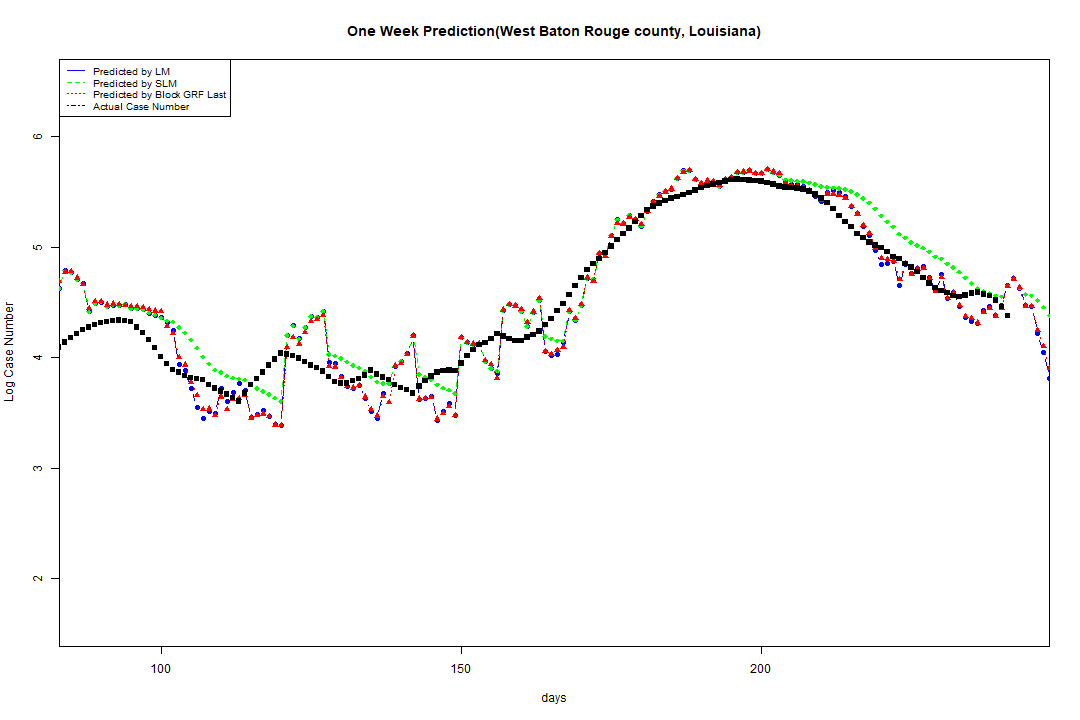 One Week Prediction(West Baton Rouge county, Louisiana)
Predicted by LM
Predicted by SLM
Predicted by Block GRF Last
Actual Case Number
6
5
4
3
2
Log Case Number
100 150 200
days